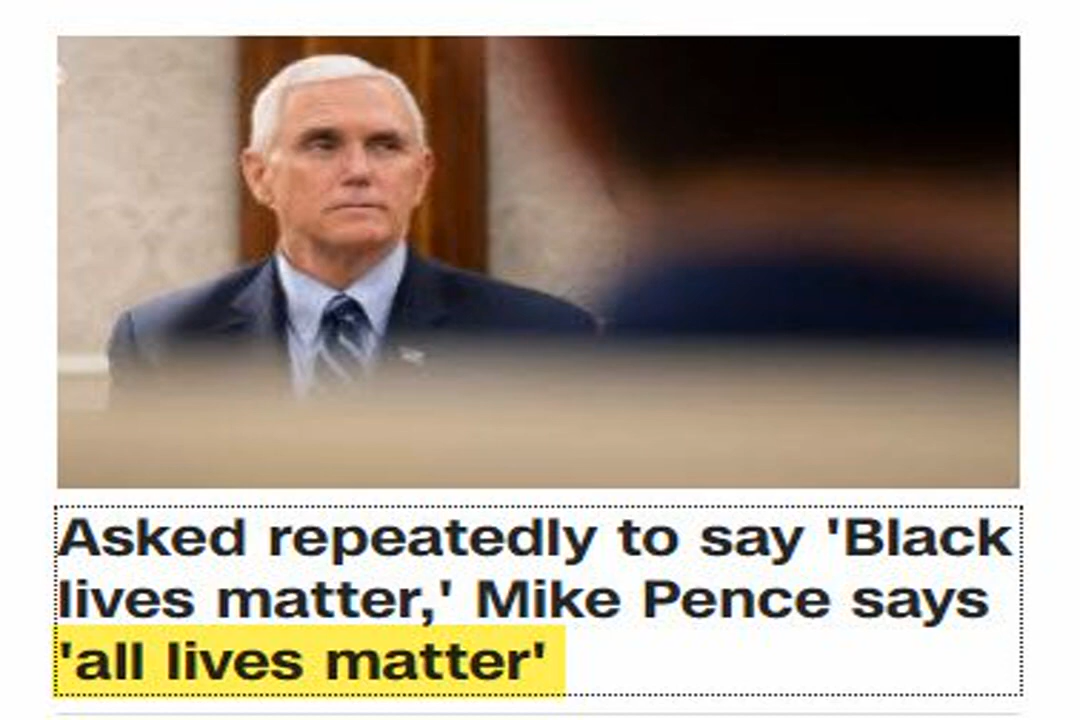 Asked repeatedly to say 'Black
lives matter,' Mike Pence says
'all lives matter'